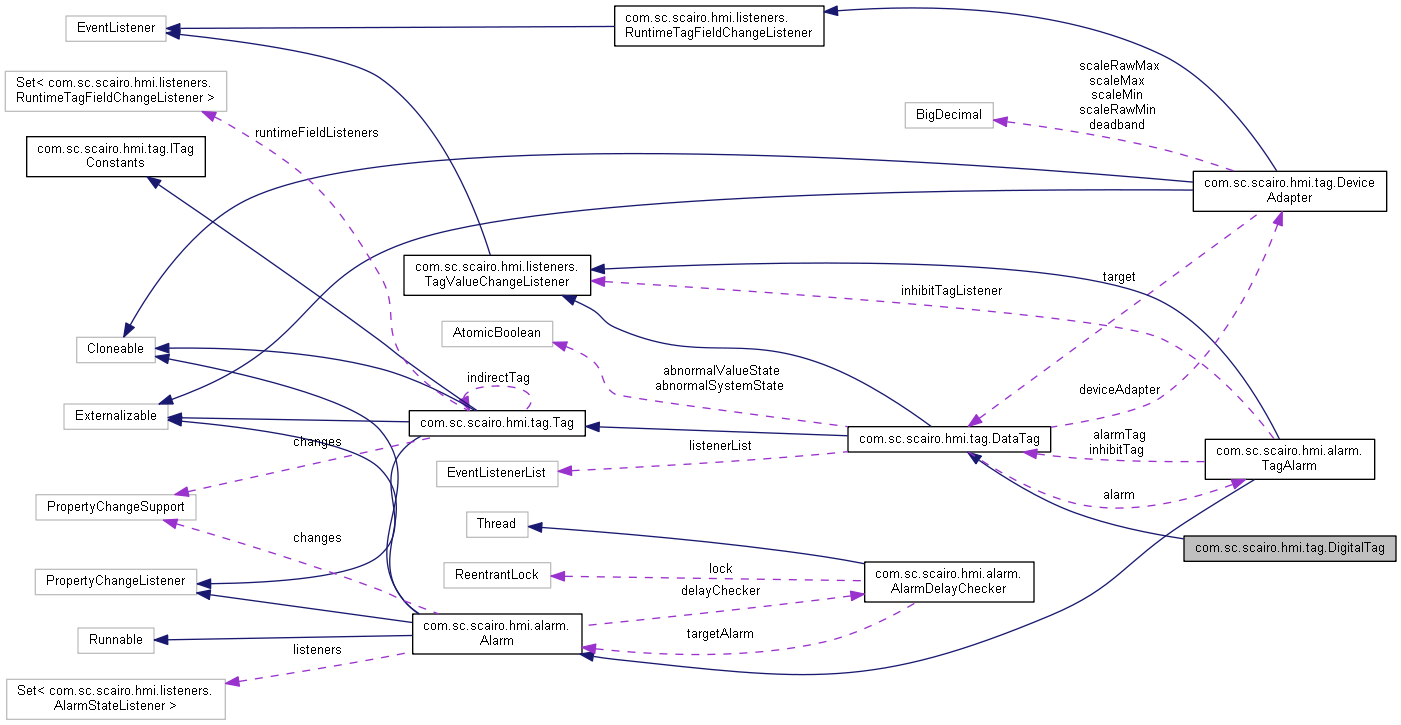 EventListener
com.sc.scairo.hmi.listeners.
RuntimeTagFieldChangeListener
Set< com.sc.scairo.hmi.listeners.
RuntimeTagFieldChangeListener >
scaleRawMax
scaleMax
scaleMin
scaleRawMin
deadband
BigDecimal
runtimeFieldListeners
com.sc.scairo.hmi.tag.ITag
Constants
com.sc.scairo.hmi.tag.Device
Adapter
com.sc.scairo.hmi.listeners.
TagValueChangeListener
target
inhibitTagListener
AtomicBoolean
Cloneable
abnormalValueState
abnormalSystemState
indirectTag
deviceAdapter
Externalizable
com.sc.scairo.hmi.tag.Tag
com.sc.scairo.hmi.tag.DataTag
alarmTag
inhibitTag
com.sc.scairo.hmi.alarm.
TagAlarm
changes
listenerList
EventListenerList
alarm
PropertyChangeSupport
Thread
changes
com.sc.scairo.hmi.tag.DigitalTag
PropertyChangeListener
ReentrantLock
lock
delayChecker
com.sc.scairo.hmi.alarm.
AlarmDelayChecker
Runnable
com.sc.scairo.hmi.alarm.
Alarm
targetAlarm
listeners
Set< com.sc.scairo.hmi.listeners.
AlarmStateListener >